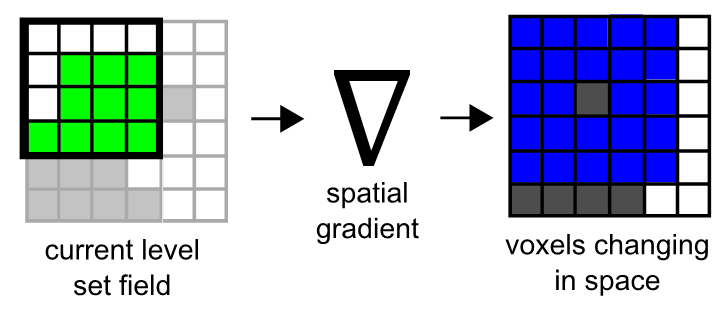 current level
set field
spatial
gradient
voxels changing
in space